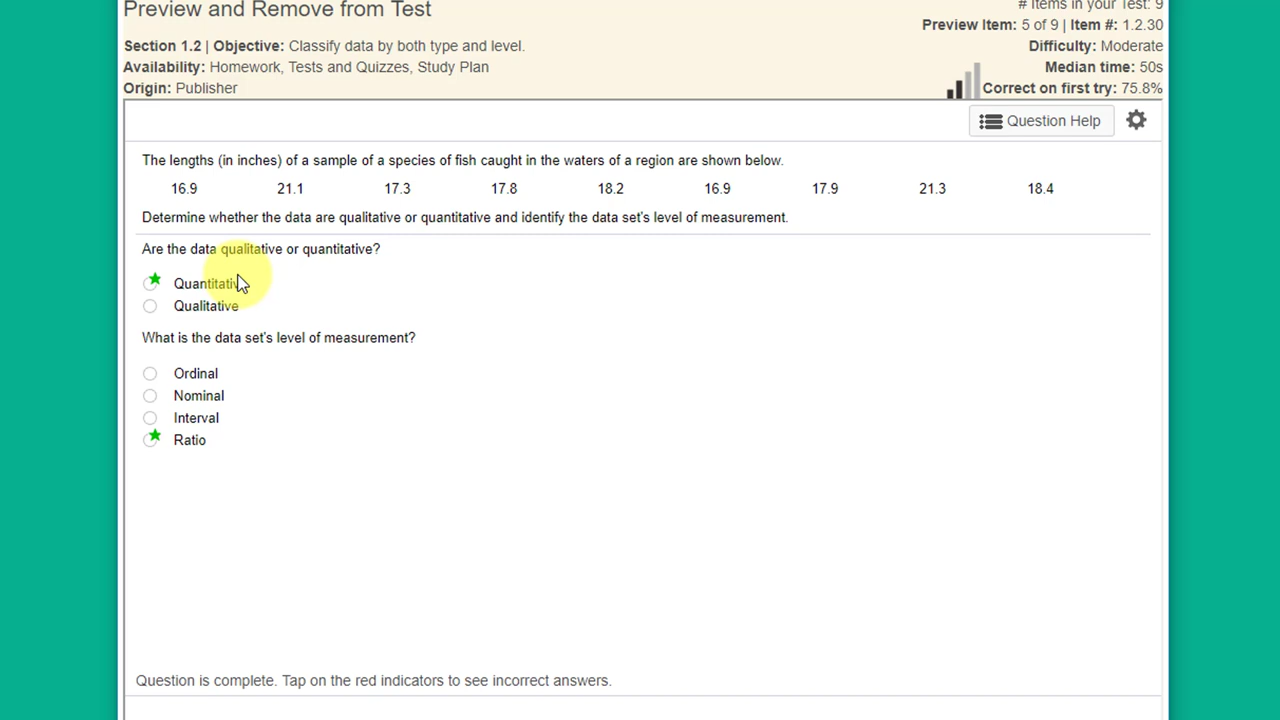 Preview and Remove from Test
# Items in your Test: 9
Preview Item: 5 of 9 | Item #: 1.2.30
Section 1.2 | Objective: Classify data by both type and level.
Difficulty: Moderate
Availability: Homework, Tests and Quizzes, Study Plan
Median time: 50s
Origin: Publisher
Correct on first try: 75.8%
Question Help
The lengths (in inches) of a sample of a species of fish caught in the waters of a region are shown below.
16.9 21.1 17.3 17.8 18.2 16.9 17.9 21.3 18.4
Determine whether the data are qualitative or quantitative and identify the data set's level of measurement.
Are the data qualitative or quantitative?
Quantitative
Qualitative
What is the data set's level of measurement?
Ordinal
Nominal
Interval
Ratio
Question is complete. Tap on the red indicators to see incorrect answers.